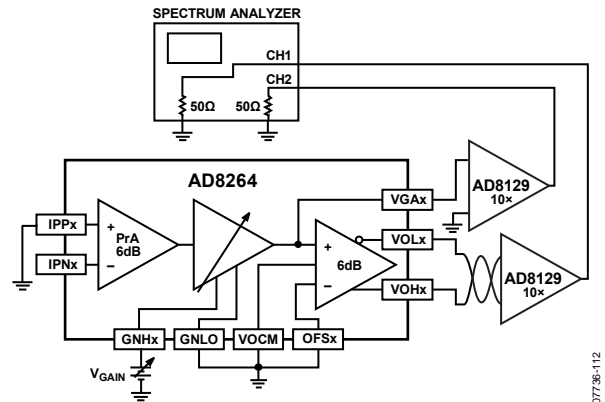 SPECTRUM ANALYZER
CH1
CH2
50Ω
50Ω
AD8264
AD8129
10×
IPPx
IPNx
+
−
PrA
6dB
+
−
6dB
VGAx
VOLx
VOHx
AD8129
10×
GNHx
GNLO
VOCM
OFSx
VGAIN
07736-112